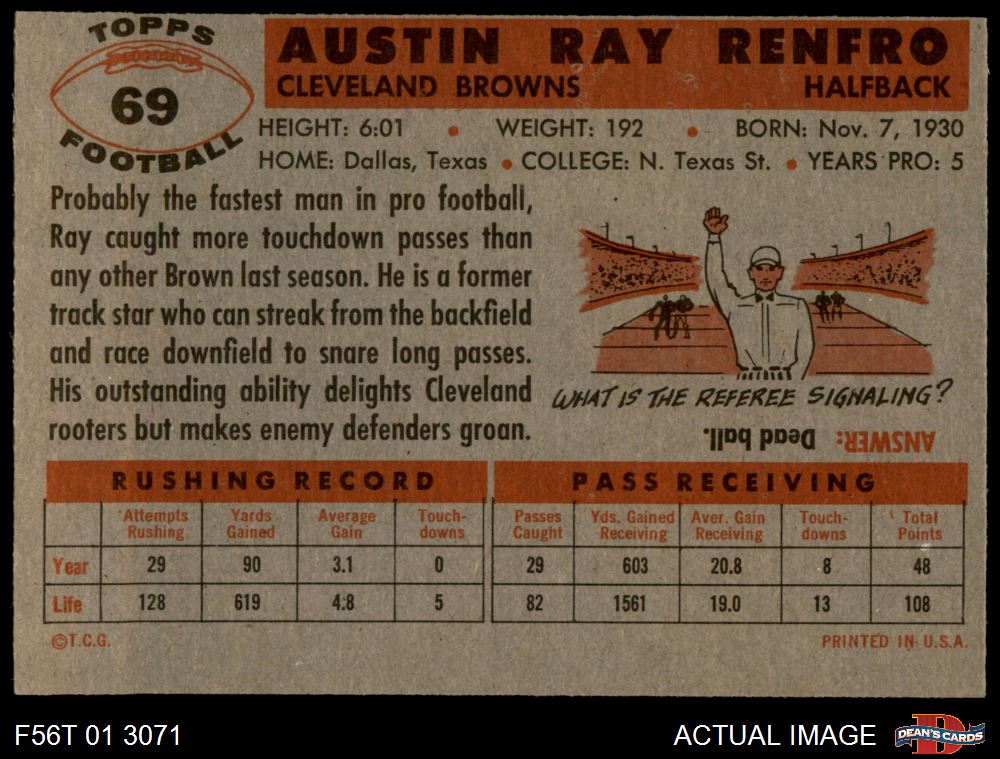 TOPPS
69
FOOTBALL
AUSTIN RAY RENFRO
CLEVELAND BROWNS HALFBACK
HEIGHT: 6:01 • WEIGHT: 192 • BORN: Nov. 7, 1930
HOME: Dallas, Texas • COLLEGE: N. Texas St. • YEARS PRO: 5
Probably the fastest man in pro football,
Ray caught more touchdown passes than
any other Brown last season. He is a former
track star who can streak from the backfield
and race downfield to snare long passes.
His outstanding ability delights Cleveland
rooters but makes enemy defenders groan.
WHAT IS THE REFEREE SIGNALING?
ANSWER: Dead ball.
RUSHING RECORD
Attempts Rushing Yards Gained Average Gain Touch-downs
Year 29 90 3.1 0
Life 128 619 4:8 5
PASS RECEIVING
Passes Caught Yds. Gained Receiving Aver. Gain Receiving Touch-downs Total Points
29 603 20.8 8 48
82 1561 19.0 13 108
©T.C.G. PRINTED IN U.S.A.
F56T 01 3071 ACTUAL IMAGE
D
DEAN'S CARDS